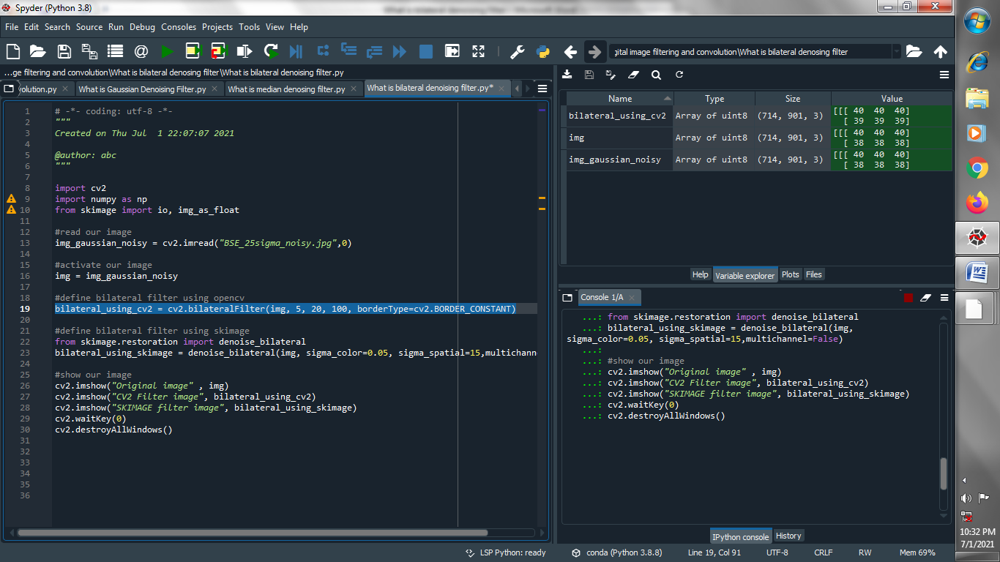 What is bilateral denosing Filter - Microsoft Word
Spyder (Python 3.8)
File Edit Search Source Run Debug Consoles Projects Tools View Help
gital image filtering and convolution\What is bilateral denosing filter
...ge filtering and convolution\What is bilateral denosing filter\What is bilateral denoising filter.py
volution.py
What is Gaussian Denoising Filter.py
What is median denosing filter.py
What is bilateral denoising filter.py*
1 # -*- coding: utf-8 -*-
2 """
3 Created on Thu Jul  1 22:07:07 2021
4
5 @author: abc
6 """
7
8 import cv2
9 import numpy as np
10 from skimage import io, img_as_float
11
12 #read our image
13 img_gaussian_noisy = cv2.imread("BSE_25sigma_noisy.jpg",0)
14
15 #activate our image
16 img = img_gaussian_noisy
17
18 #define bilateral filter using opencv
19 bilateral_using_cv2 = cv2.bilateralFilter(img, 5, 20, 100, borderType=cv2.BORDER_CONSTANT)
20
21 #define bilateral filter using skimage
22 from skimage.restoration import denoise_bilateral
23 bilateral_using_skimage = denoise_bilateral(img, sigma_color=0.05, sigma_spatial=15,multichann
24
25 #show our image
26 cv2.imshow("Original image" , img)
27 cv2.imshow("CV2 Filter image", bilateral_using_cv2)
28 cv2.imshow("SKIMAGE filter image", bilateral_using_skimage)
29 cv2.waitKey(0)
30 cv2.destroyAllWindows()
31
32
33
34
35
36
Name Type Size Value
bilateral_using_cv2 Array of uint8 (714, 901, 3) [[[ 40  40  40]
[ 39  39  39]
img Array of uint8 (714, 901, 3) [[[ 40  40  40]
[ 38  38  38]
img_gaussian_noisy Array of uint8 (714, 901, 3) [[[ 40  40  40]
[ 38  38  38]
Help Variable explorer Plots Files
Console 1/A
...: from skimage.restoration import denoise_bilateral
...: bilateral_using_skimage = denoise_bilateral(img,
sigma_color=0.05, sigma_spatial=15,multichannel=False)
...:
...: #show our image
...: cv2.imshow("Original image" , img)
...: cv2.imshow("CV2 Filter image", bilateral_using_cv2)
...: cv2.imshow("SKIMAGE filter image", bilateral_using_skimage)
...: cv2.waitKey(0)
...: cv2.destroyAllWindows()
IPython console History
LSP Python: ready conda (Python 3.8.8) Line 19, Col 91 UTF-8 CRLF RW Mem 69%
10:32 PM
7/1/2021